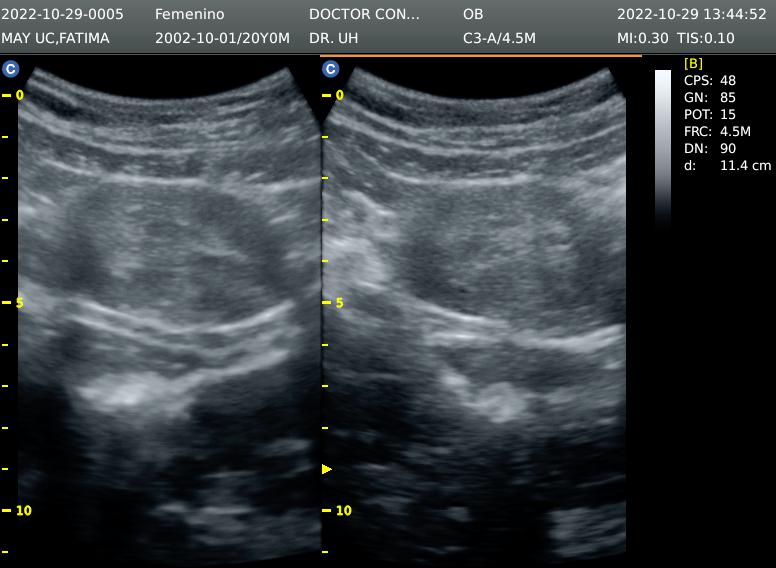 2022-10-29-0005 Femenino DOCTOR CON... OB 2022-10-29 13:44:52
MAY UC,FATIMA 2002-10-01/20Y0M DR. UH C3-A/4.5M MI:0.30 TIS:0.10
C C
0 0
5 5
10 10
[B]
CPS: 48
GN: 85
POT: 15
FRC: 4.5M
DN: 90
d: 11.4 cm